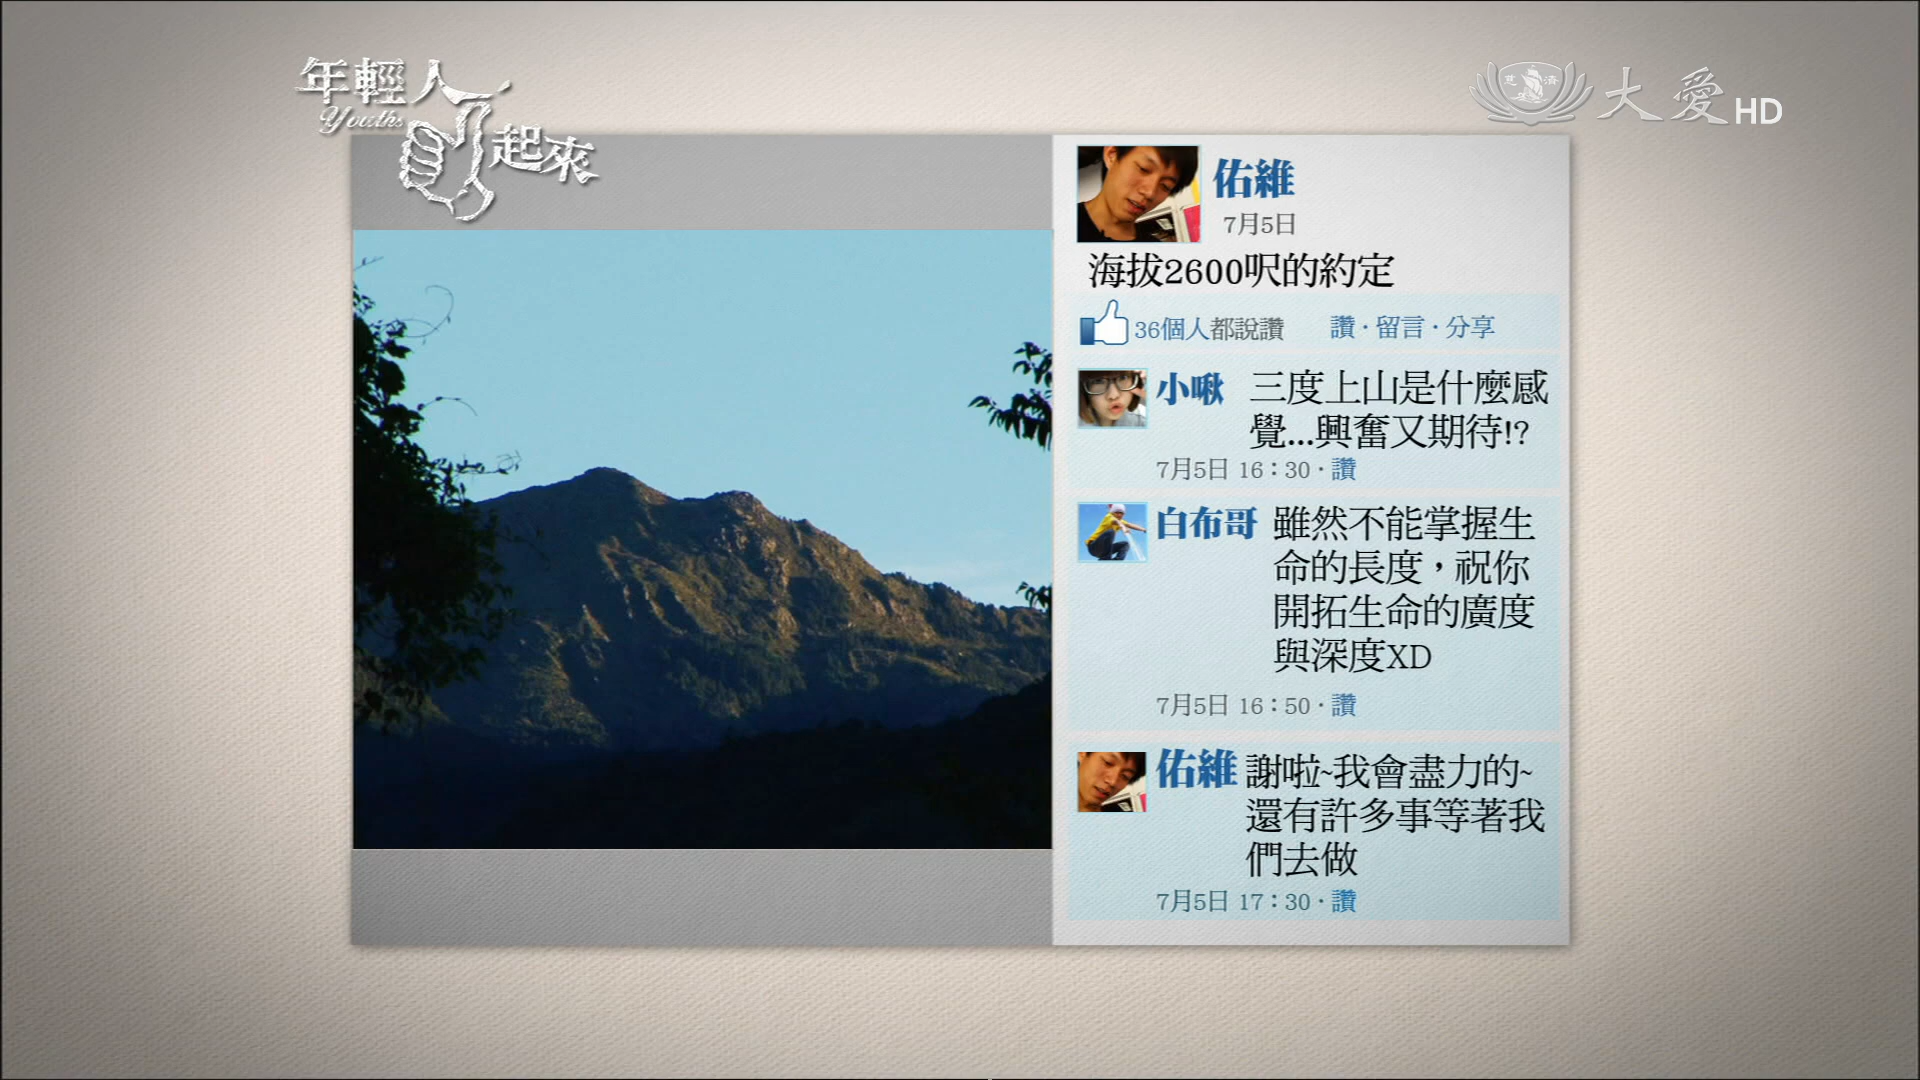 年輕人
Youths
起來
大愛HD
佑維
7月5日
海拔2600呎的約定
36個人都說讚 讚·留言·分享
小啾 三度上山是什麼感
覺...興奮又期待!?
7月5日 16：30·讚
白布哥 雖然不能掌握生
命的長度，祝你
開拓生命的廣度
與深度XD
7月5日 16：50·讚
佑維 謝啦~我會盡力的~
還有許多事等著我
們去做
7月5日 17：30·讚